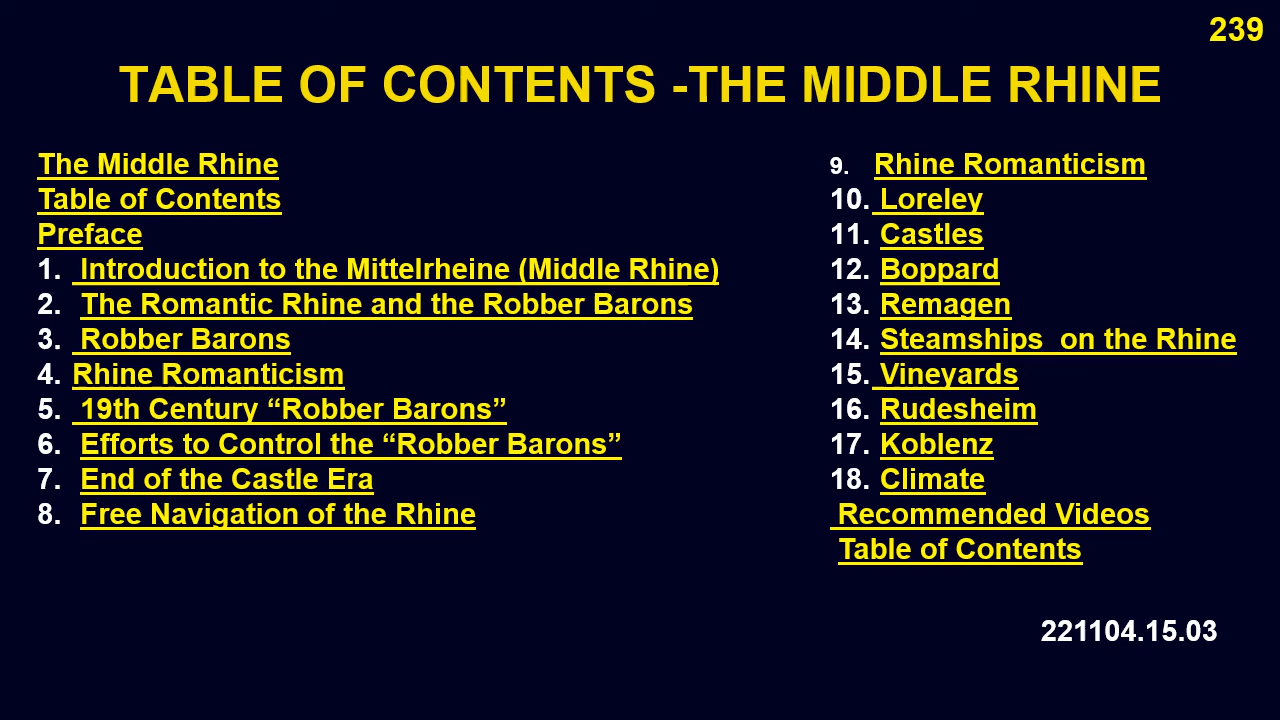 239
TABLE OF CONTENTS -THE MIDDLE RHINE
The Middle Rhine
Table of Contents
Preface
1. Introduction to the Mittelrheine (Middle Rhine)
2. The Romantic Rhine and the Robber Barons
3. Robber Barons
4. Rhine Romanticism
5. 19th Century “Robber Barons”
6. Efforts to Control the “Robber Barons”
7. End of the Castle Era
8. Free Navigation of the Rhine
9. Rhine Romanticism
10. Loreley
11. Castles
12. Boppard
13. Remagen
14. Steamships on the Rhine
15. Vineyards
16. Rudesheim
17. Koblenz
18. Climate
Recommended Videos
Table of Contents
221104.15.03